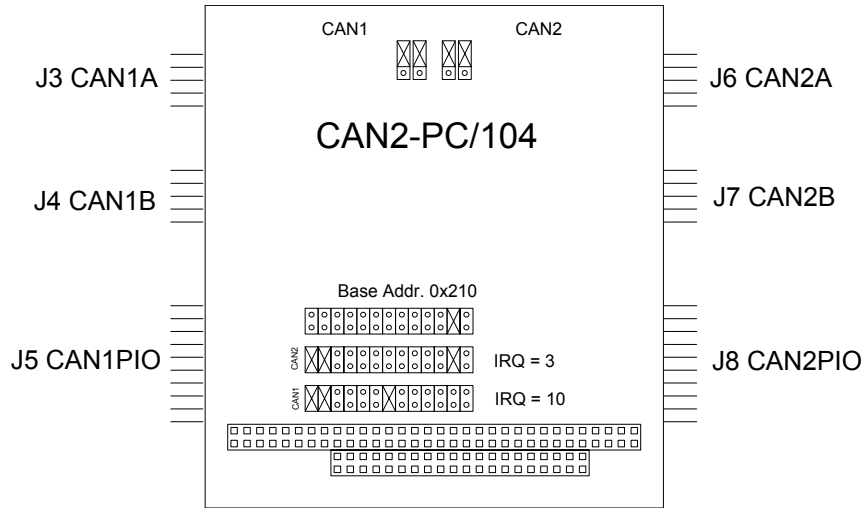 CAN1
CAN2
J3 CAN1A
J6 CAN2A
CAN2-PC/104
J4 CAN1B
J7 CAN2B
Base Addr. 0x210
J5 CAN1PIO
CAN2
IRQ = 3
J8 CAN2PIO
CAN1
IRQ = 10